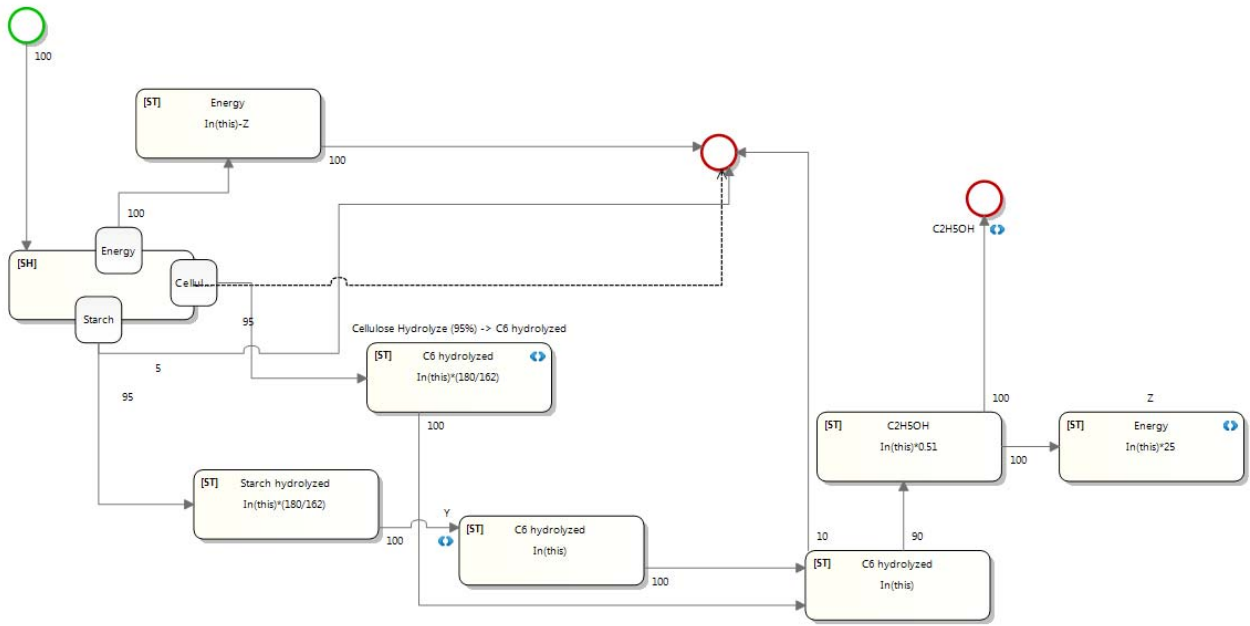 100
[ST]
Energy
In(this)-Z
100
100
Energy
[SH]
Cellul...
Starch
95
5
95
Cellulose Hydrolyze (95%) -> C6 hydrolyzed
[ST]
C6 hydrolyzed
In(this)*(180/162)
100
[ST]
Starch hydrolyzed
In(this)*(180/162)
100
Y
[ST]
C6 hydrolyzed
In(this)
100
C2H5OH
100
[ST]
C2H5OH
In(this)*0.51
100
Z
[ST]
Energy
In(this)*25
10
90
[ST]
C6 hydrolyzed
In(this)